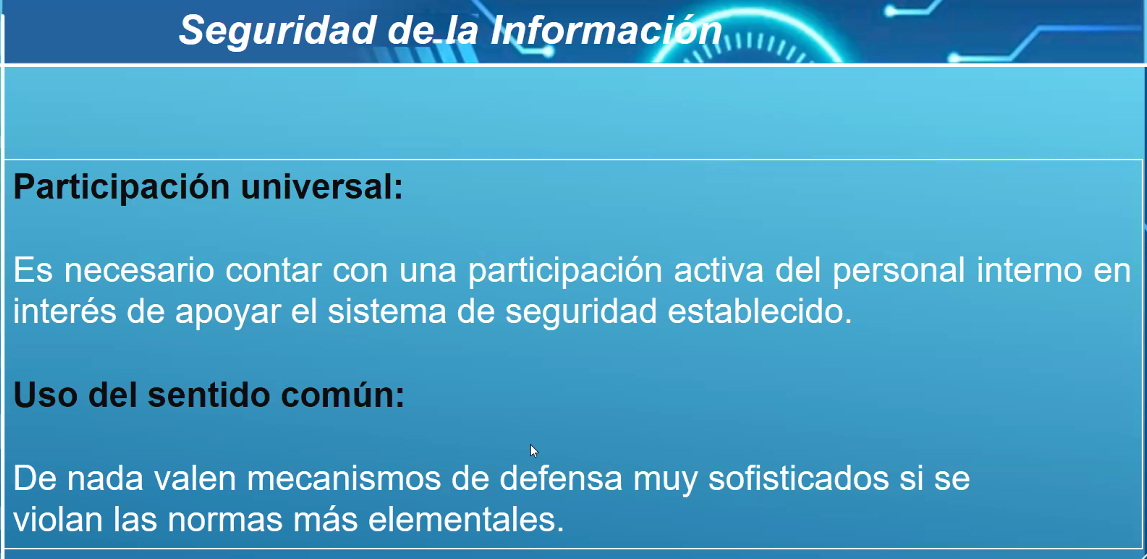 Seguridad de la Información
Participación universal:
Es necesario contar con una participación activa del personal interno en
interés de apoyar el sistema de seguridad establecido.
Uso del sentido común:
De nada valen mecanismos de defensa muy sofisticados si se
violan las normas más elementales.